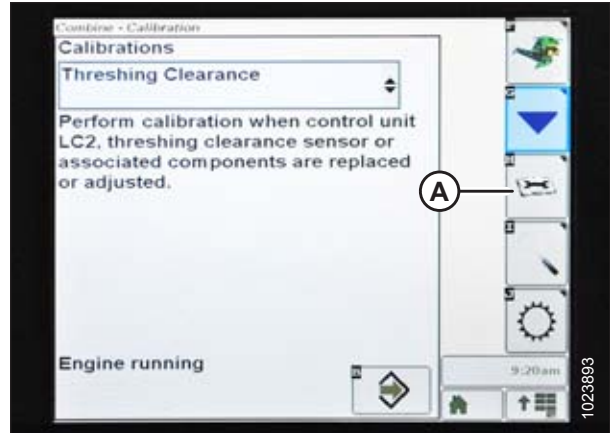 Combine - Calibration
Calibrations
Threshing Clearance
Perform calibration when control unit
LC2, threshing clearance sensor or
associated components are replaced
or adjusted.
A
Engine running
9:20am
1023893